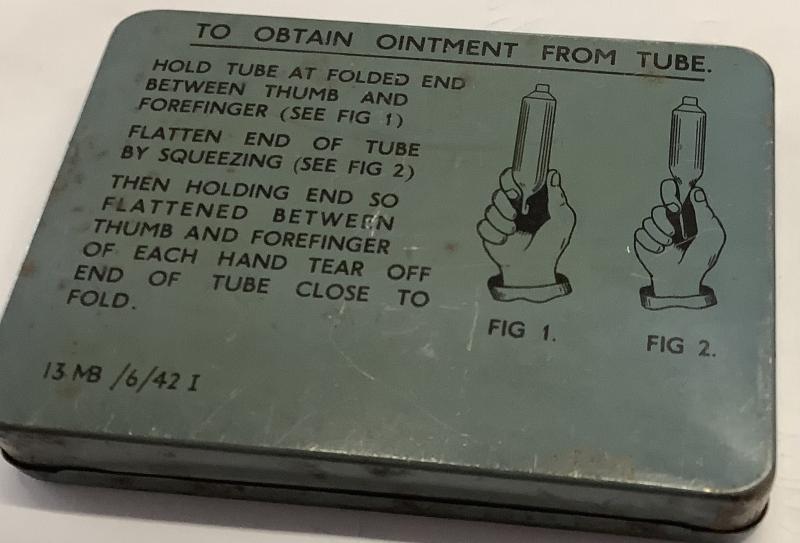 TO OBTAIN OINTMENT FROM TUBE.
HOLD TUBE AT FOLDED END
BETWEEN THUMB AND
FOREFINGER (SEE FIG 1)
FLATTEN END OF TUBE
BY SQUEEZING (SEE FIG 2)
THEN HOLDING END SO
FLATTENED BETWEEN
THUMB AND FOREFINGER
OF EACH HAND TEAR OFF
END OF TUBE CLOSE TO
FOLD.
FIG 1.
FIG 2.
13 MB /6/42 I